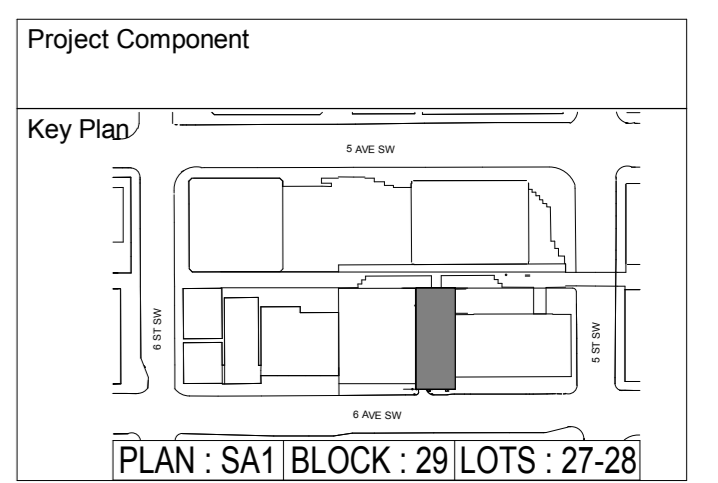 Project Component
Key Plan
5 AVE SW
6 ST SW
5 ST SW
6 AVE SW
PLAN : SA1 BLOCK : 29 LOTS : 27-28